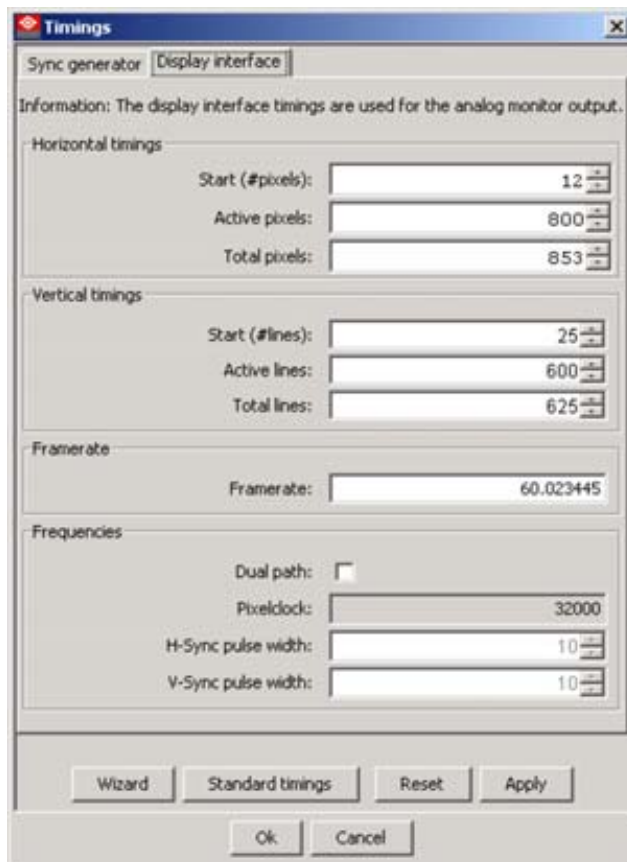 Timings
Sync generator Display interface
Information: The display interface timings are used for the analog monitor output.
Horizontal timings
Start (#pixels): 12
Active pixels: 800
Total pixels: 853
Vertical timings
Start (#lines): 25
Active lines: 600
Total lines: 625
Framerate
Framerate: 60.023445
Frequencies
Dual path:
Pixelclock: 32000
H-Sync pulse width: 10
V-Sync pulse width: 10
Wizard Standard timings Reset Apply
Ok Cancel